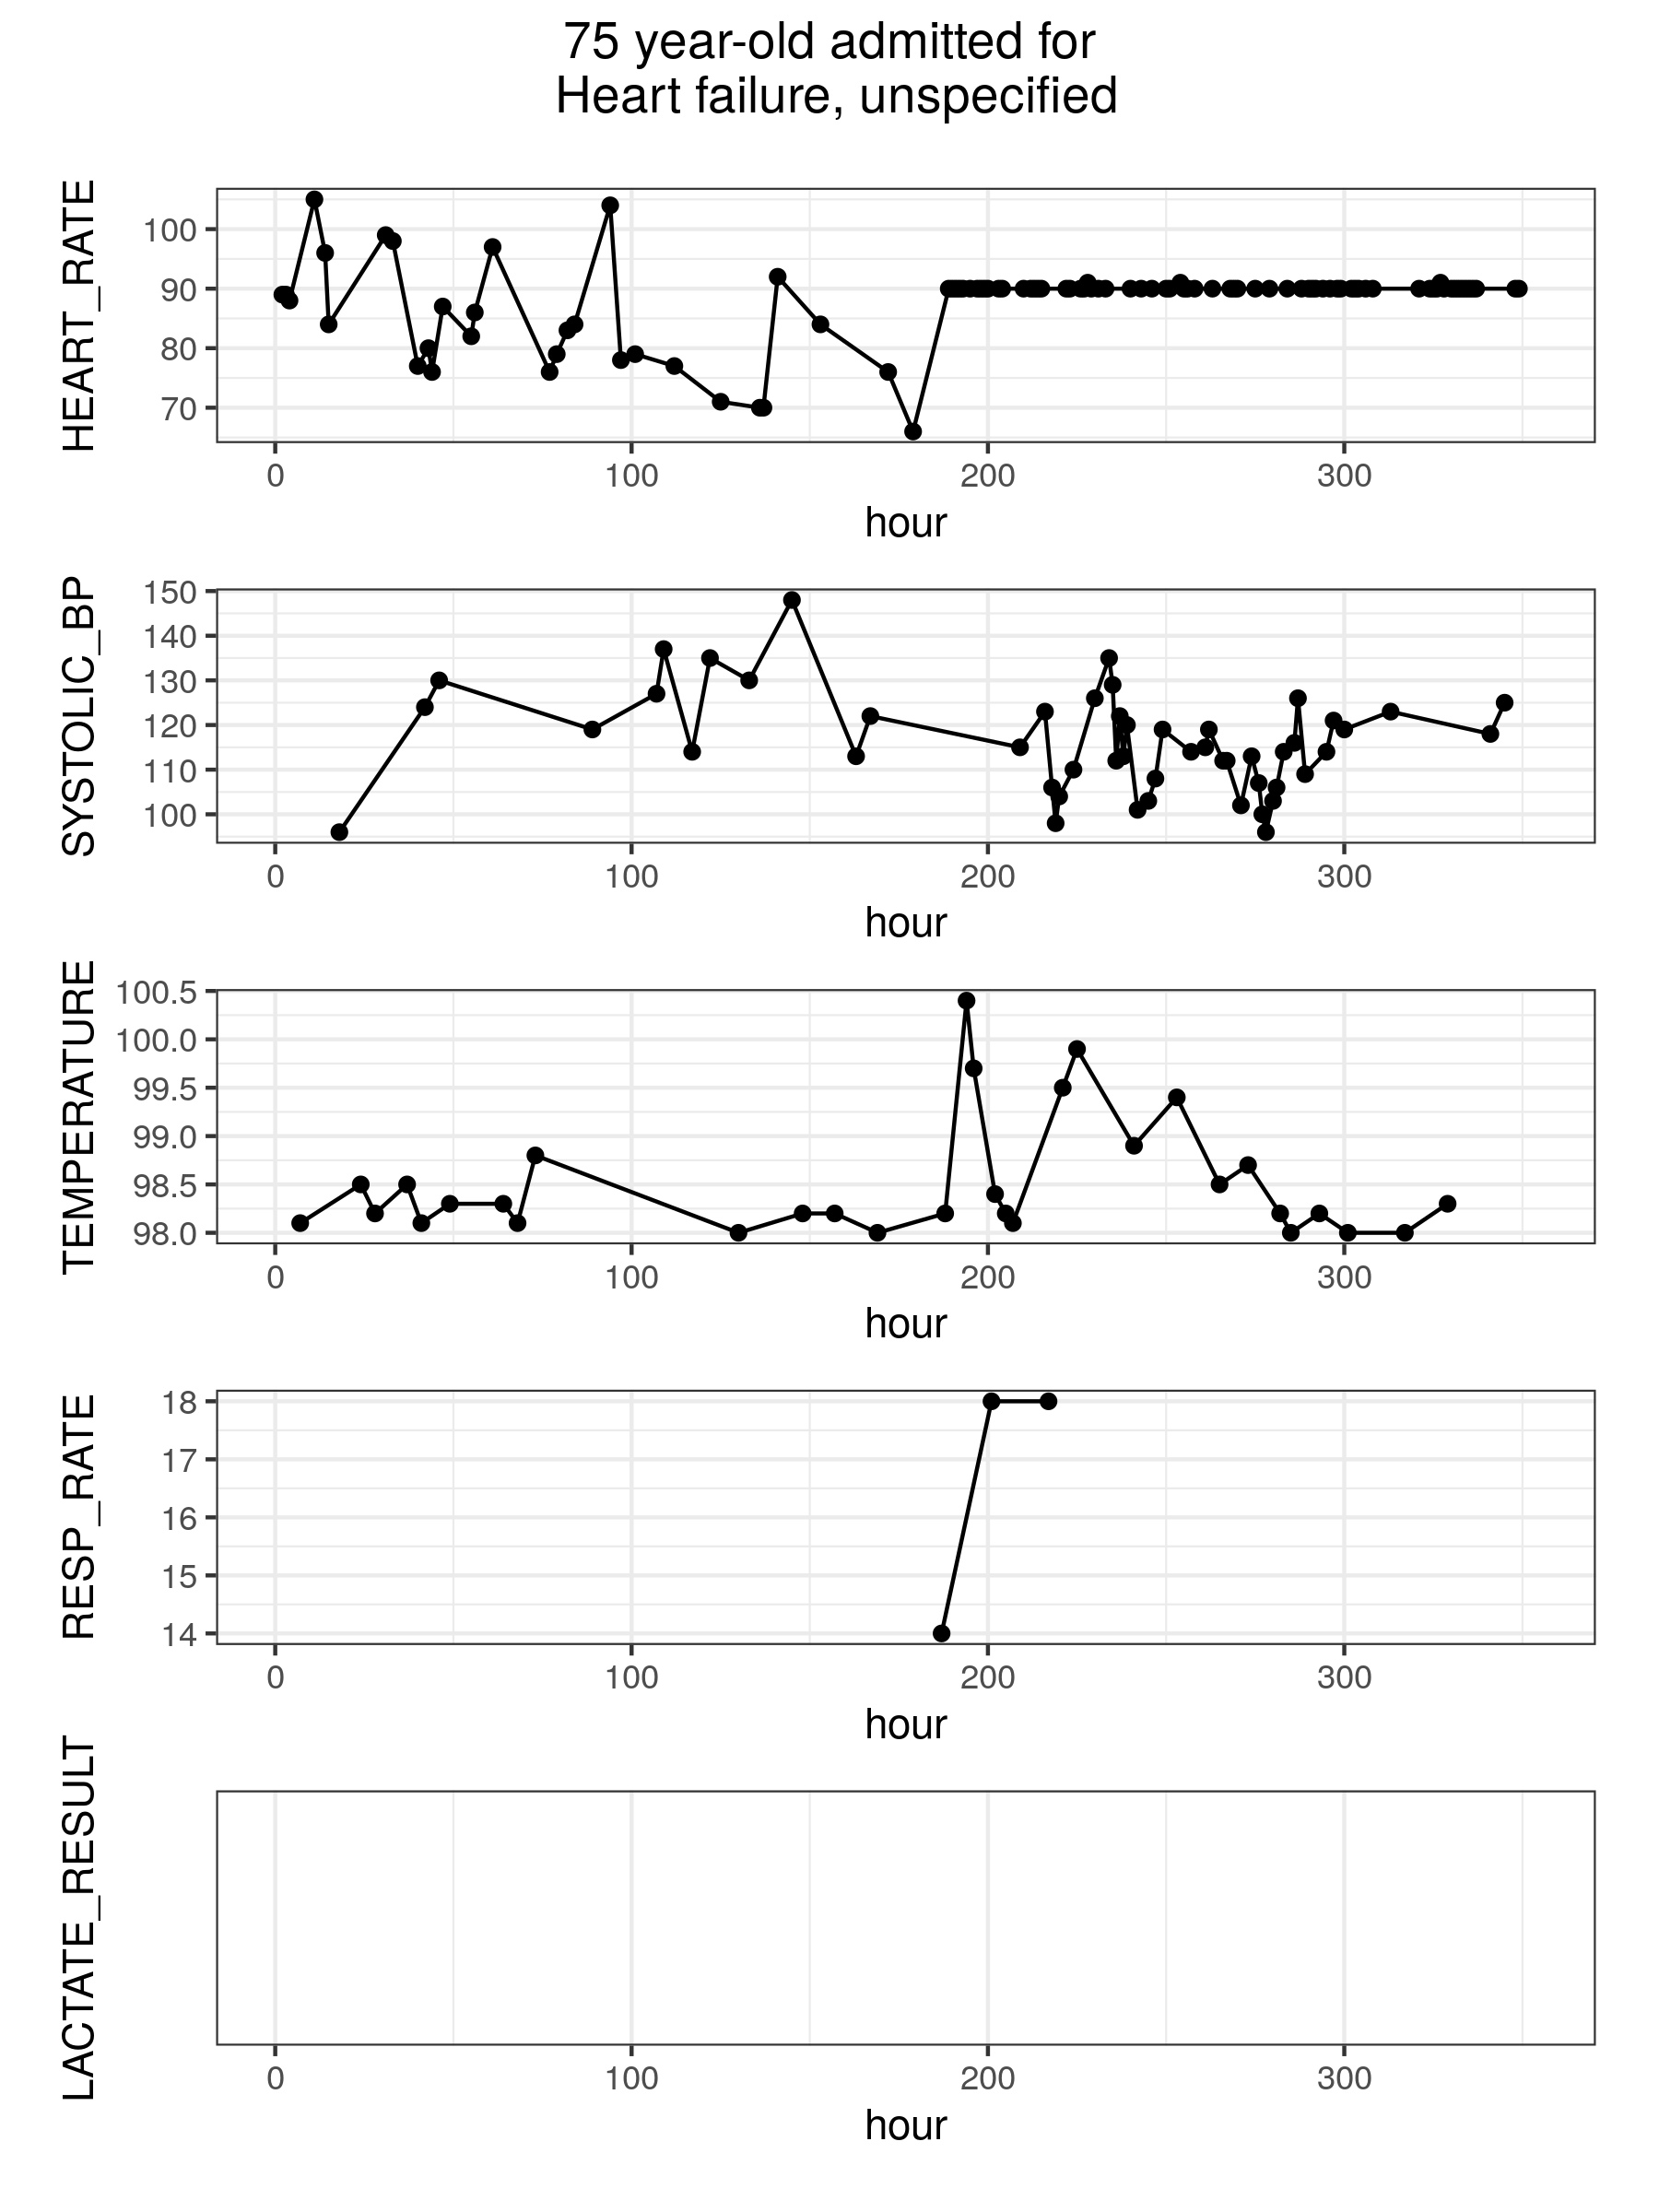 75 year-old admitted for
Heart failure, unspecified
HEART_RATE
100
90
80
70
0 100 200 300
hour
SYSTOLIC_BP
150
140
130
120
110
100
0 100 200 300
hour
TEMPERATURE
100.5
100.0
99.5
99.0
98.5
98.0
0 100 200 300
hour
RESP_RATE
18
17
16
15
14
0 100 200 300
hour
LACTATE_RESULT
0 100 200 300
hour